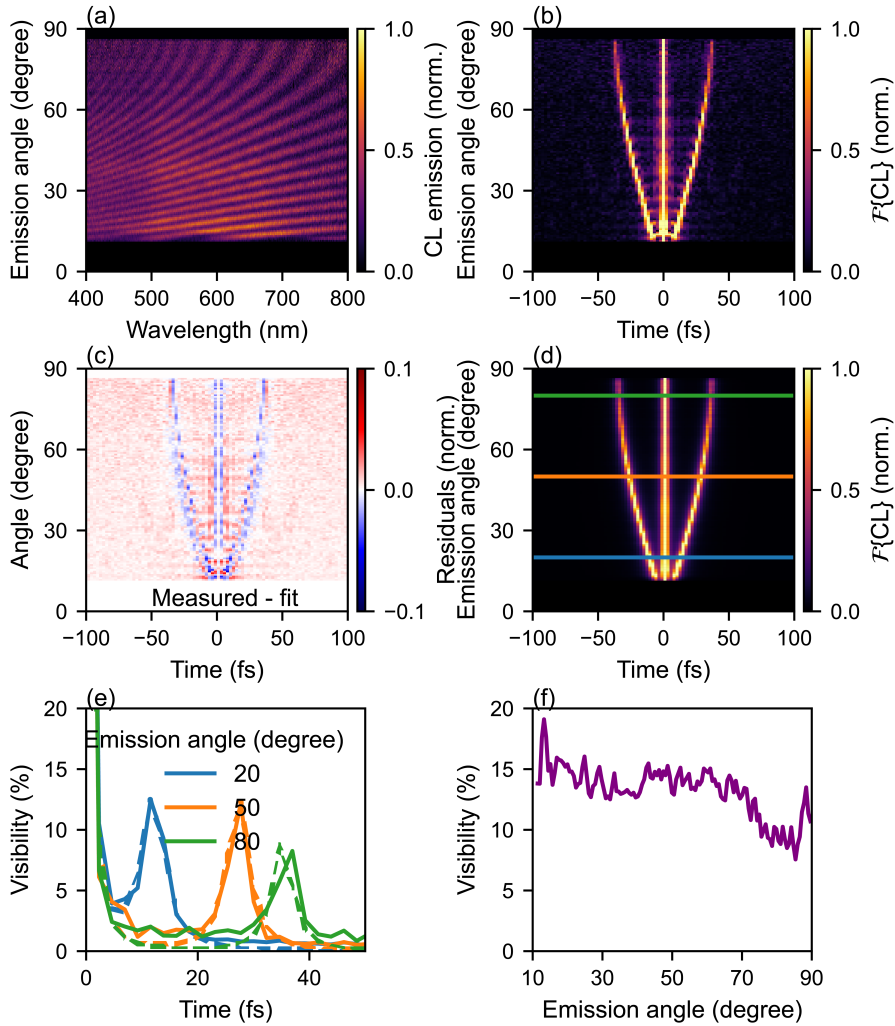 (a)
90
60
30
0
Emission angle (degree)
400 500 600 700 800
Wavelength (nm)
1.0
0.5
0.0
CL emission (norm.)
(b)
90
60
30
0
Emission angle (degree)
−100 −50 0 50 100
Time (fs)
1.0
0.5
0.0
ℱ{CL} (norm.)
(c)
90
60
30
0
Angle (degree)
Measured - fit
−100 −50 0 50 100
Time (fs)
0.1
0.0
−0.1
Residuals (norm.)
(d)
90
60
30
0
Emission angle (degree)
−100 −50 0 50 100
Time (fs)
1.0
0.5
0.0
ℱ{CL} (norm.)
(e)
20
15
10
5
0
Visibility (%)
Emission angle (degree)
20
50
80
0 20 40
Time (fs)
(f)
20
15
10
5
0
Visibility (%)
10 30 50 70 90
Emission angle (degree)